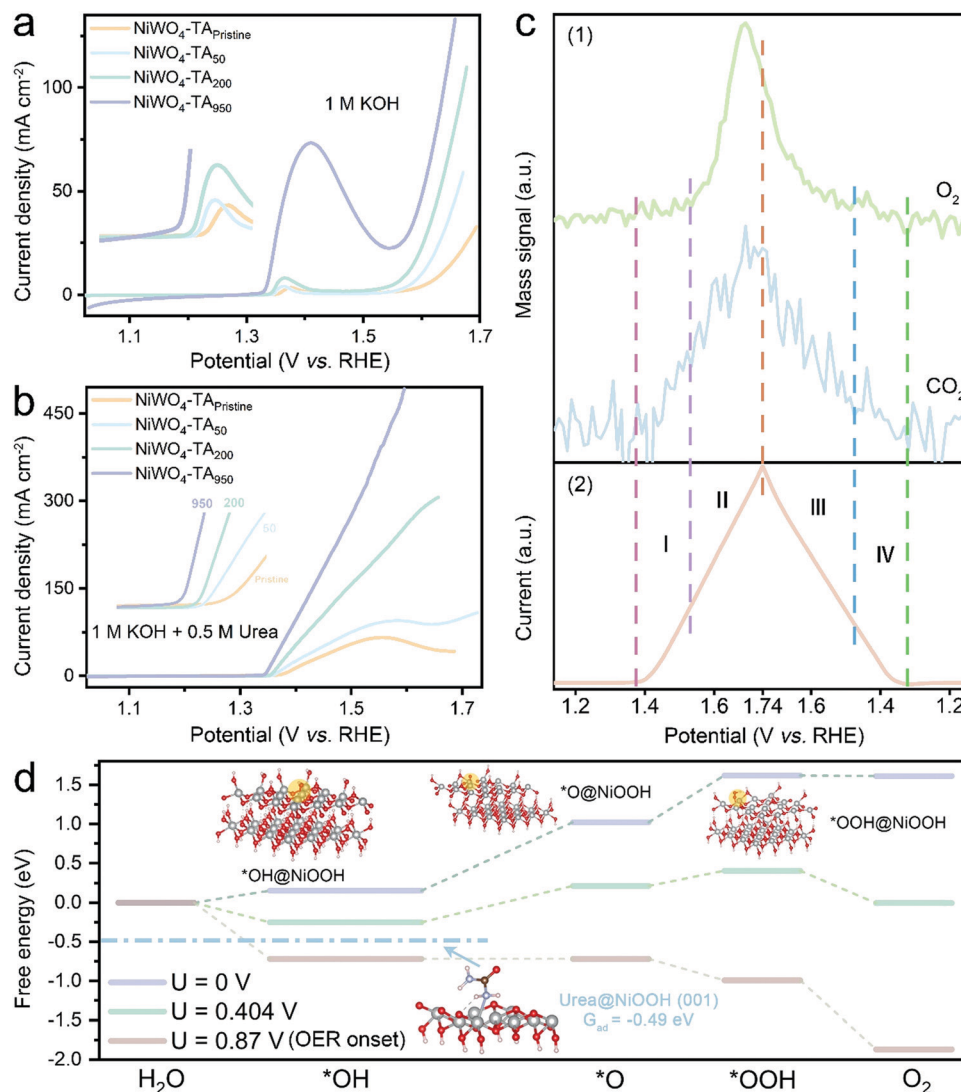 a
NiWO₄-TA_Pristine
NiWO₄-TA₅₀
NiWO₄-TA₂₀₀
NiWO₄-TA₉₅₀
1 M KOH
Current density (mA cm⁻²)
100
50
0
1.1 1.3 1.5 1.7
Potential (V vs. RHE)
b
NiWO₄-TA_Pristine
NiWO₄-TA₅₀
NiWO₄-TA₂₀₀
NiWO₄-TA₉₅₀
950 200 50
Pristine
1 M KOH + 0.5 M Urea
Current density (mA cm⁻²)
450
300
150
0
1.1 1.3 1.5 1.7
Potential (V vs. RHE)
c
(1)
O₂
CO₂
Mass signal (a.u.)
(2)
I II III IV
Current (a.u.)
1.2 1.4 1.6 1.74 1.6 1.4 1.2
Potential (V vs. RHE)
d
Free energy (eV)
1.5
1.0
0.5
0.0
-0.5
-1.0
-1.5
-2.0
*OH@NiOOH
*O@NiOOH
*OOH@NiOOH
U = 0 V
U = 0.404 V
U = 0.87 V (OER onset)
Urea@NiOOH (001)
G_ad = -0.49 eV
H₂O *OH *O *OOH O₂